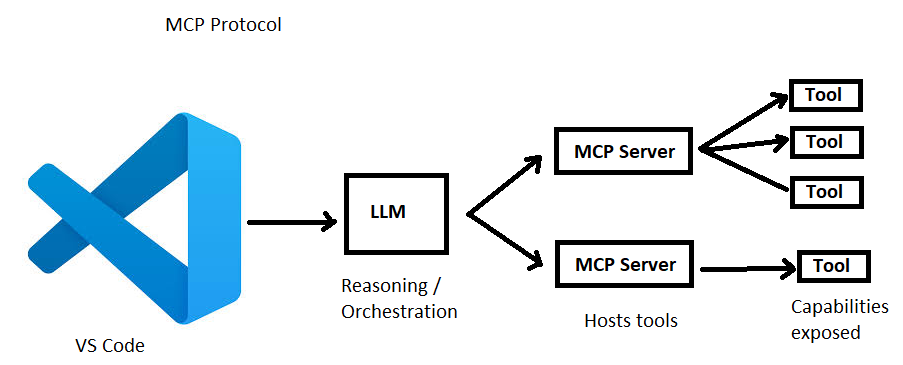 MCP Protocol
Tool
Tool
MCP Server
LLM
Tool
MCP Server
Tool
Reasoning /
Orchestration
Hosts tools
Capabilities
exposed
VS Code